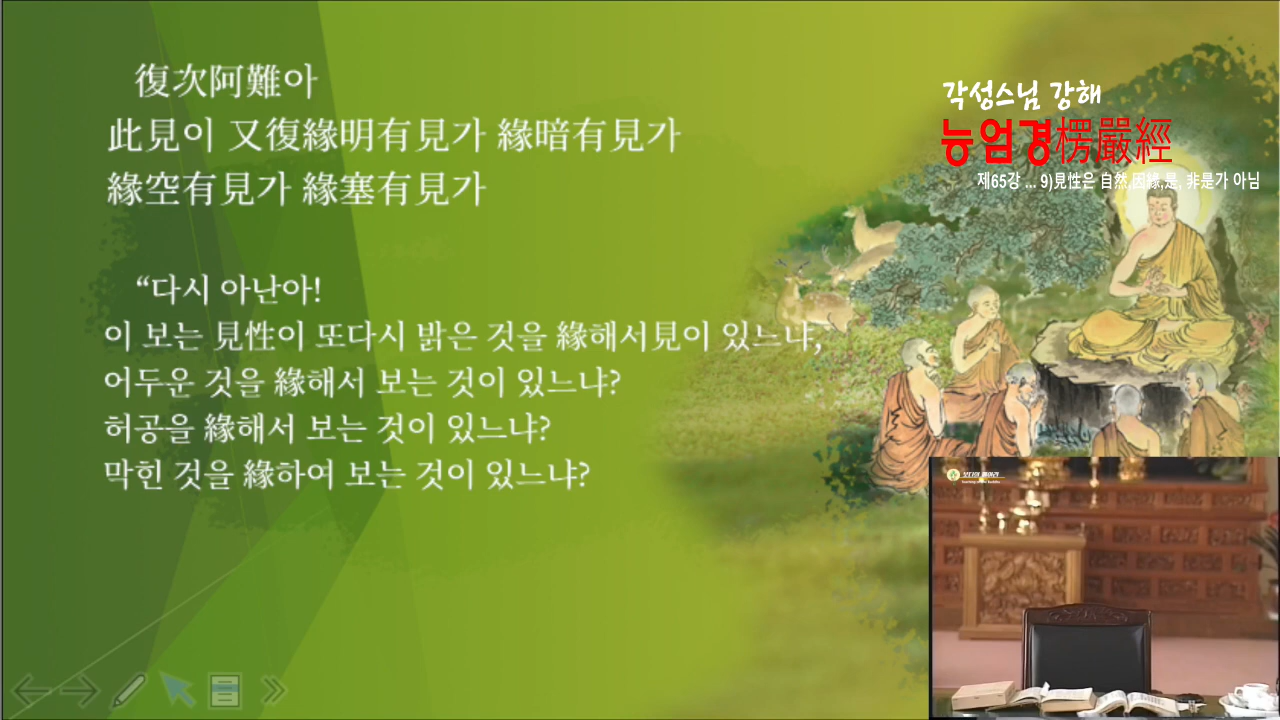 復次阿難아
此見이 又復緣明有見가 緣暗有見가
緣空有見가 緣塞有見가
“다시 아난아!
이 보는 見性이 또다시 밝은 것을 緣해서見이 있느냐,
어두운 것을 緣해서 보는 것이 있느냐?
허공을 緣해서 보는 것이 있느냐?
막힌 것을 緣하여 보는 것이 있느냐?
각성스님 강해
능엄경楞嚴經
제65강 ... 9)見性은 自然,因緣,是, 非是가 아님